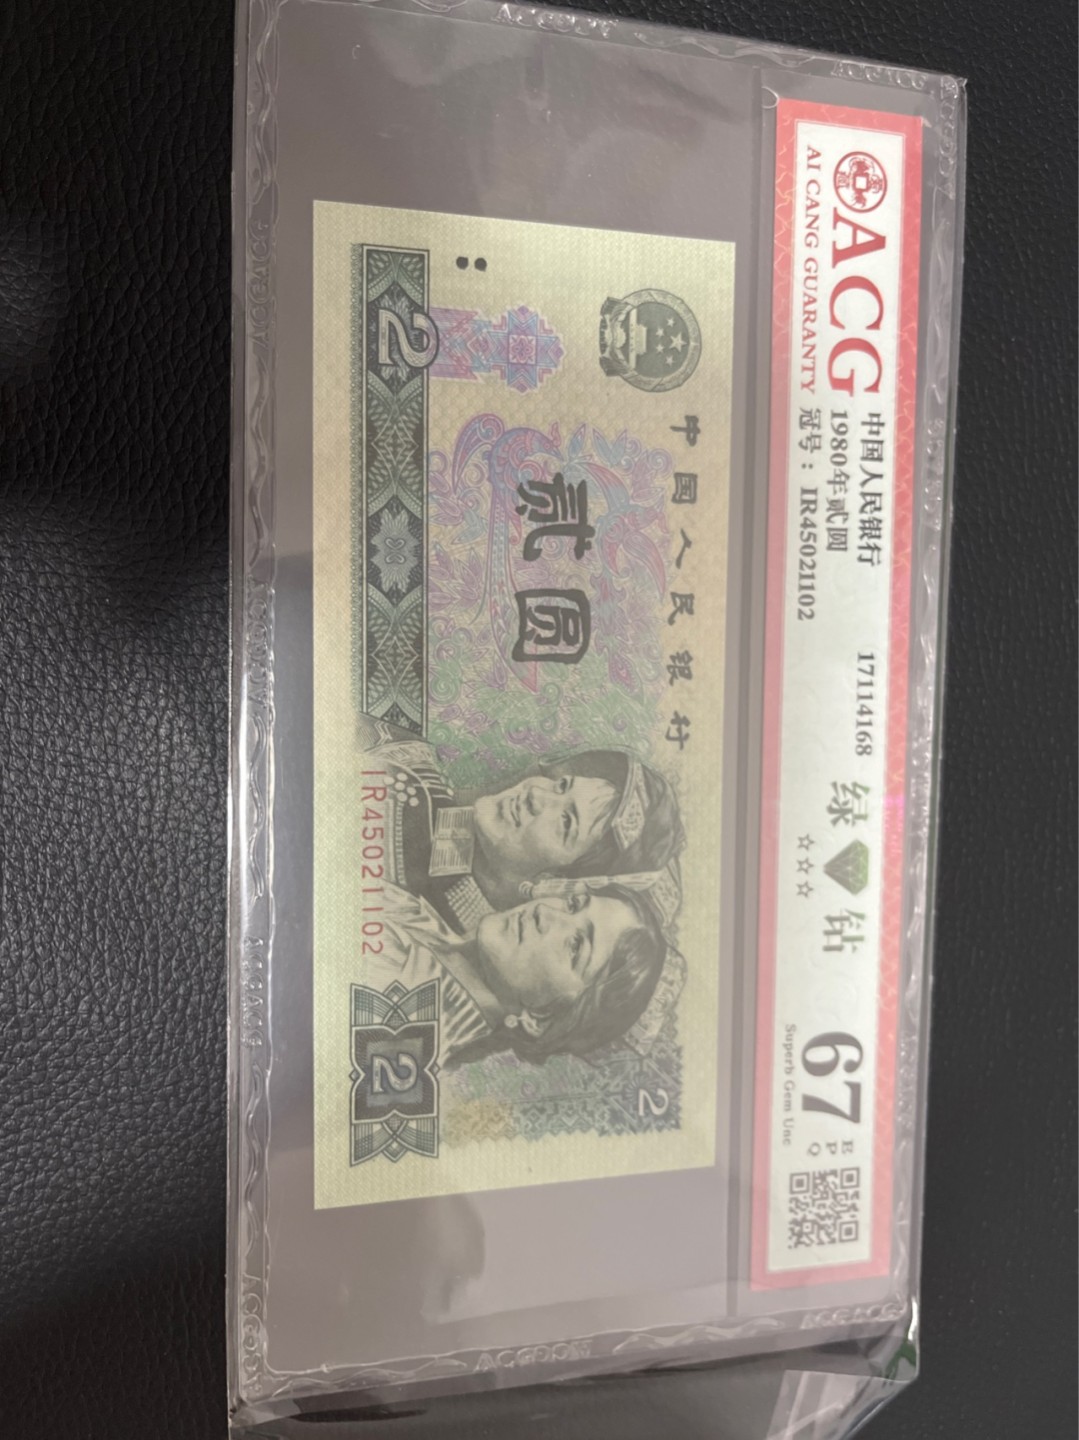 ACG
AI CANG GUARANTY
中国人民银行
1980年贰圆
冠号：IR45021102
17114168
绿 钻
☆☆☆
67
EPQ
Superb Gem Unc
中国人民银行
贰圆
2
2
IR45021102
2